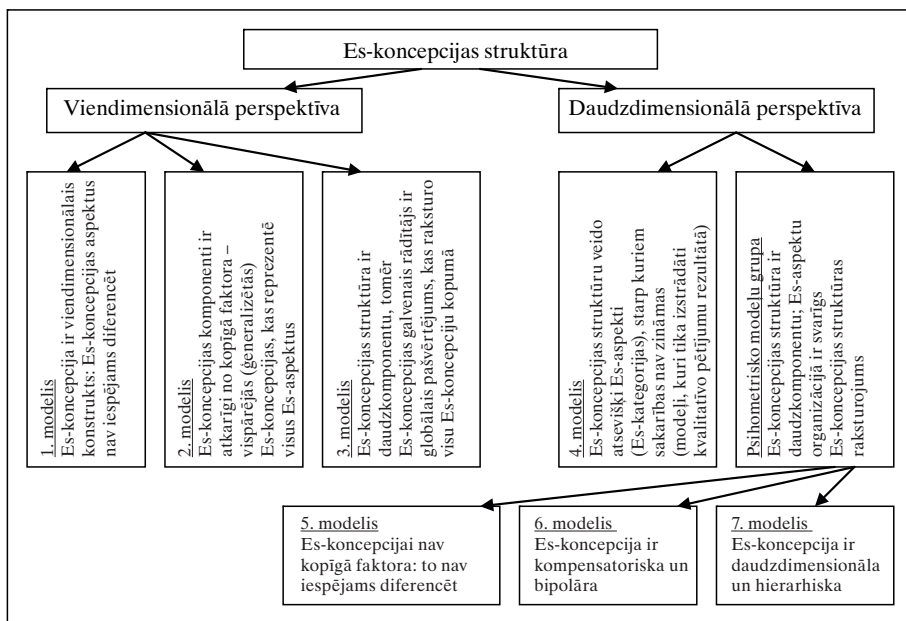 Es-koncepcijas struktūra
Viendimensionālā perspektīva
Daudzdimensionālā perspektīva
1. modelis
Es-koncepcija ir viendimensionālais
konstrukts: Es-koncepcijas aspektus
nav iespējams diferencēt
2. modelis
Es-koncepcijas komponenti ir
atkarīgi no kopīgā faktora –
vispārējās (ģeneralizētās)
Es-koncepcijas, kas reprezentē
visus Es-aspektus
3. modelis
Es-koncepcijas struktūra ir
daudzkomponentu, tomēr
Es-koncepcijas galvenais rādītājs ir
globālais pašvērtējums, kas raksturo
visu Es-koncepciju kopumā
4. modelis
Es-koncepcijas struktūru veido
atsevišķi Es-aspekti
(Es-kategorijas), starp kuriem
sakarības nav zināmas
(modeļi, kuri tika izstrādāti
kvalitatīvo pētījumu rezultātā)
Psihometrisko modeļu grupa
Es-koncepcijas struktūra ir
daudzkomponentu; Es-aspektu
organizācijā ir svarīgs
Es-koncepcijas struktūras
raksturojums
5. modelis
Es-koncepcijai nav
kopīgā faktora: to nav
iespējams diferencēt
6. modelis
Es-koncepcija ir
kompensatoriska un
bipolāra
7. modelis
Es-koncepcija ir
daudzdimensionāla
un hierarhiska